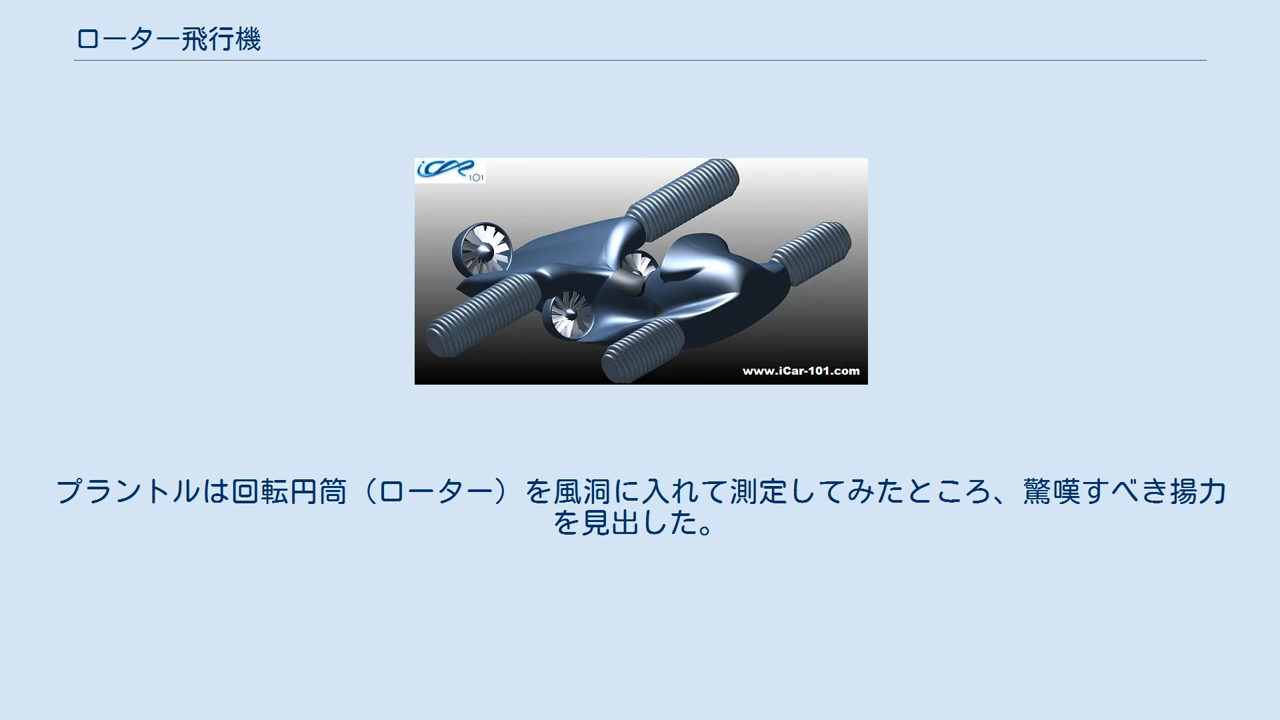 ローター飛行機
iCar
101
www.iCar-101.com
プラントルは回転円筒（ローター）を風洞に入れて測定してみたところ、驚嘆すべき揚力
を見出した。